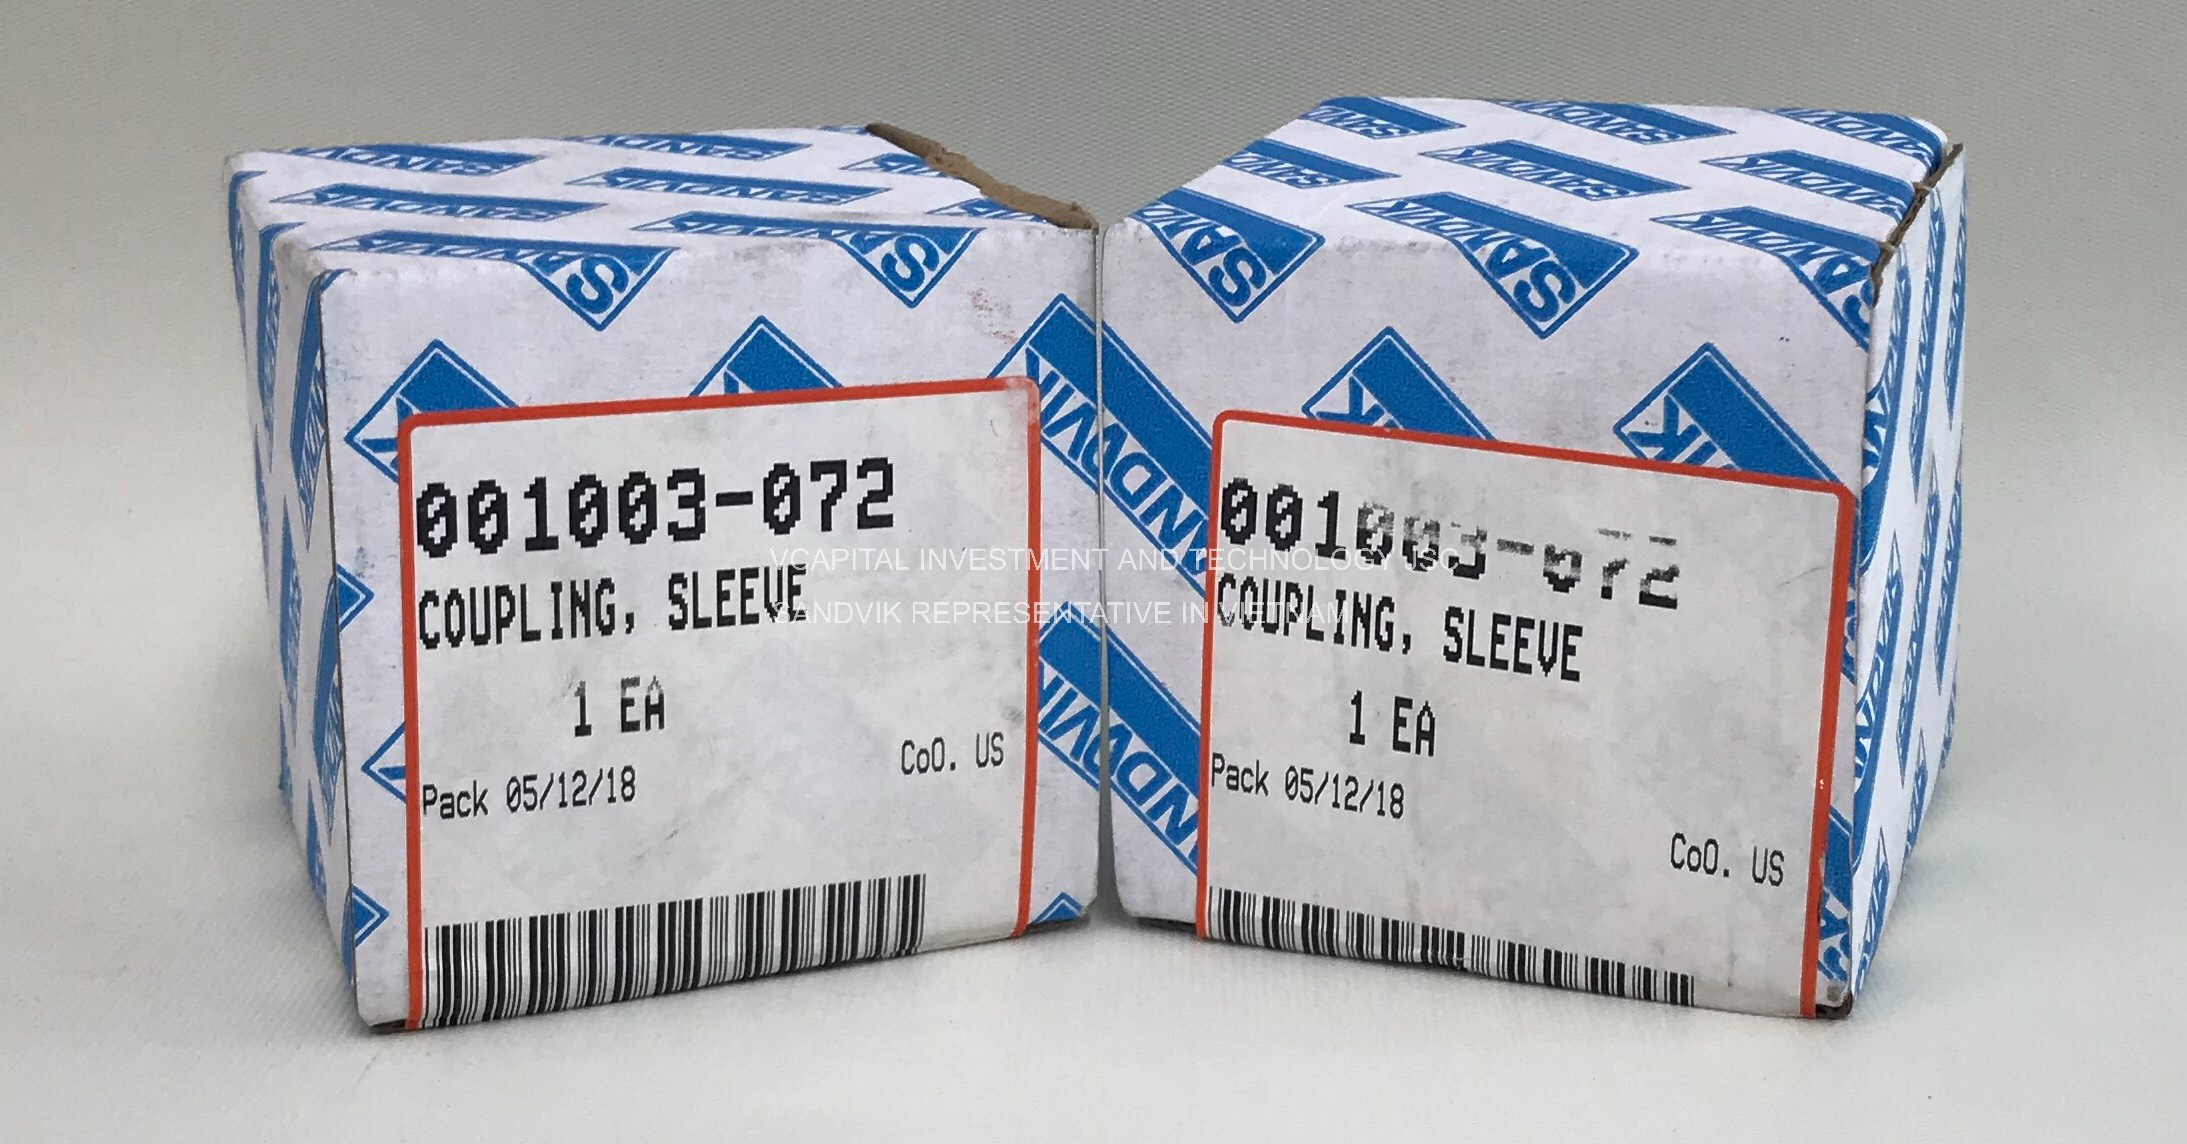 SANDVIK
001003-072
COUPLING, SLEEVE
1 EA
CoO. US
Pack 05/12/18
SANDVIK
001003-072
COUPLING, SLEEVE
1 EA
Pack 05/12/18
CoO. US
VCAPITAL INVESTMENT AND TECHNOLOGY JSC
SANDVIK REPRESENTATIVE IN VIETNAM